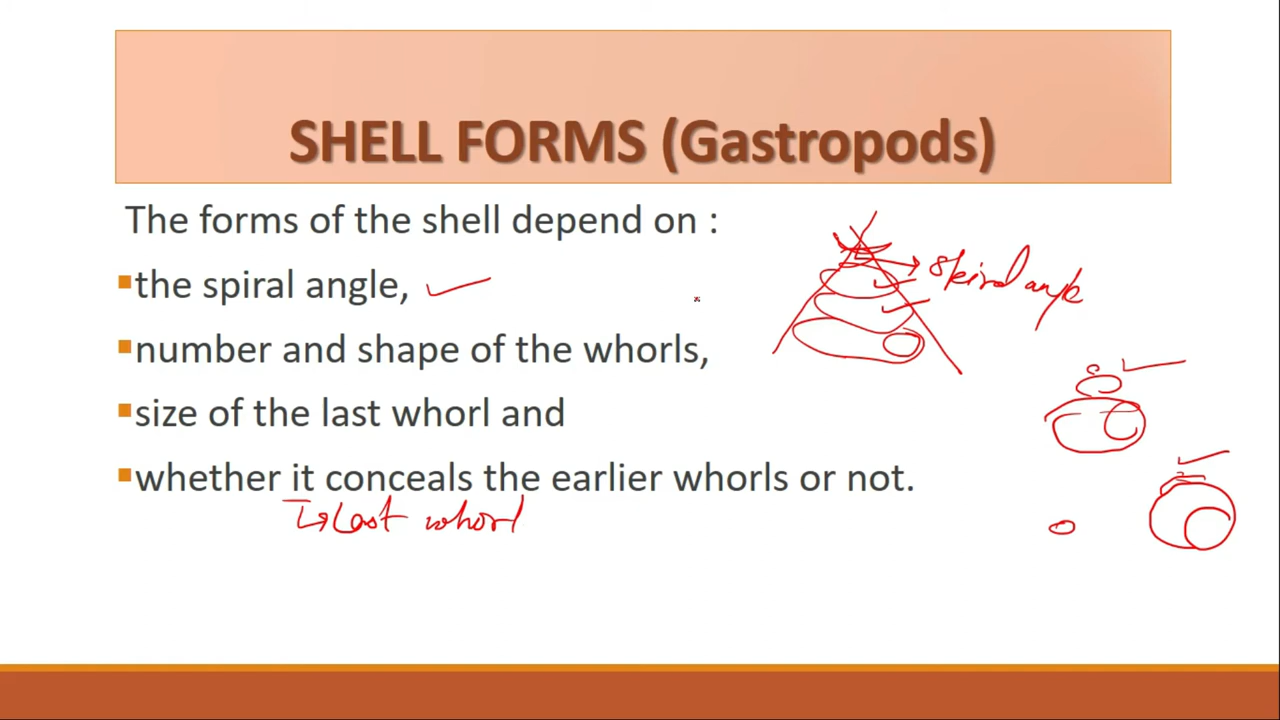 SHELL FORMS (Gastropods)
The forms of the shell depend on :
the spiral angle,
spiral angle
number and shape of the whorls,
size of the last whorl and
whether it conceals the earlier whorls or not.
Last whorl